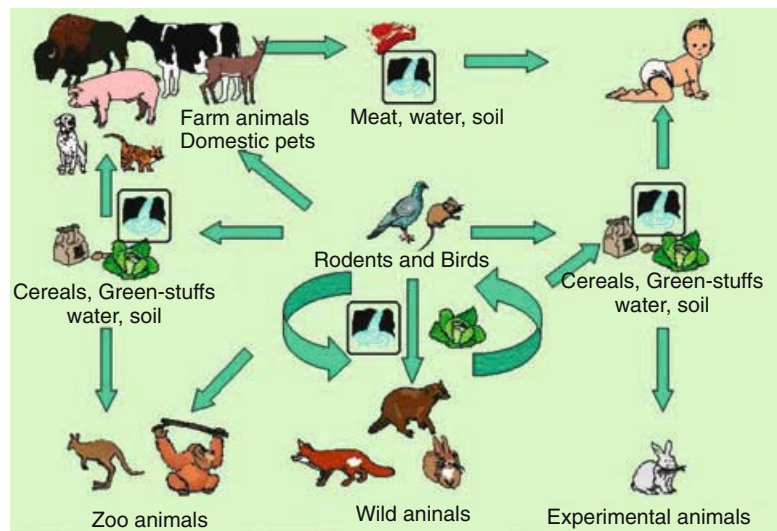 Farm animals
Domestic pets
Meat, water, soil
Rodents and Birds
Cereals, Green-stuffs
water, soil
Cereals, Green-stuffs
water, soil
Zoo animals
Wild aninals
Experimental animals